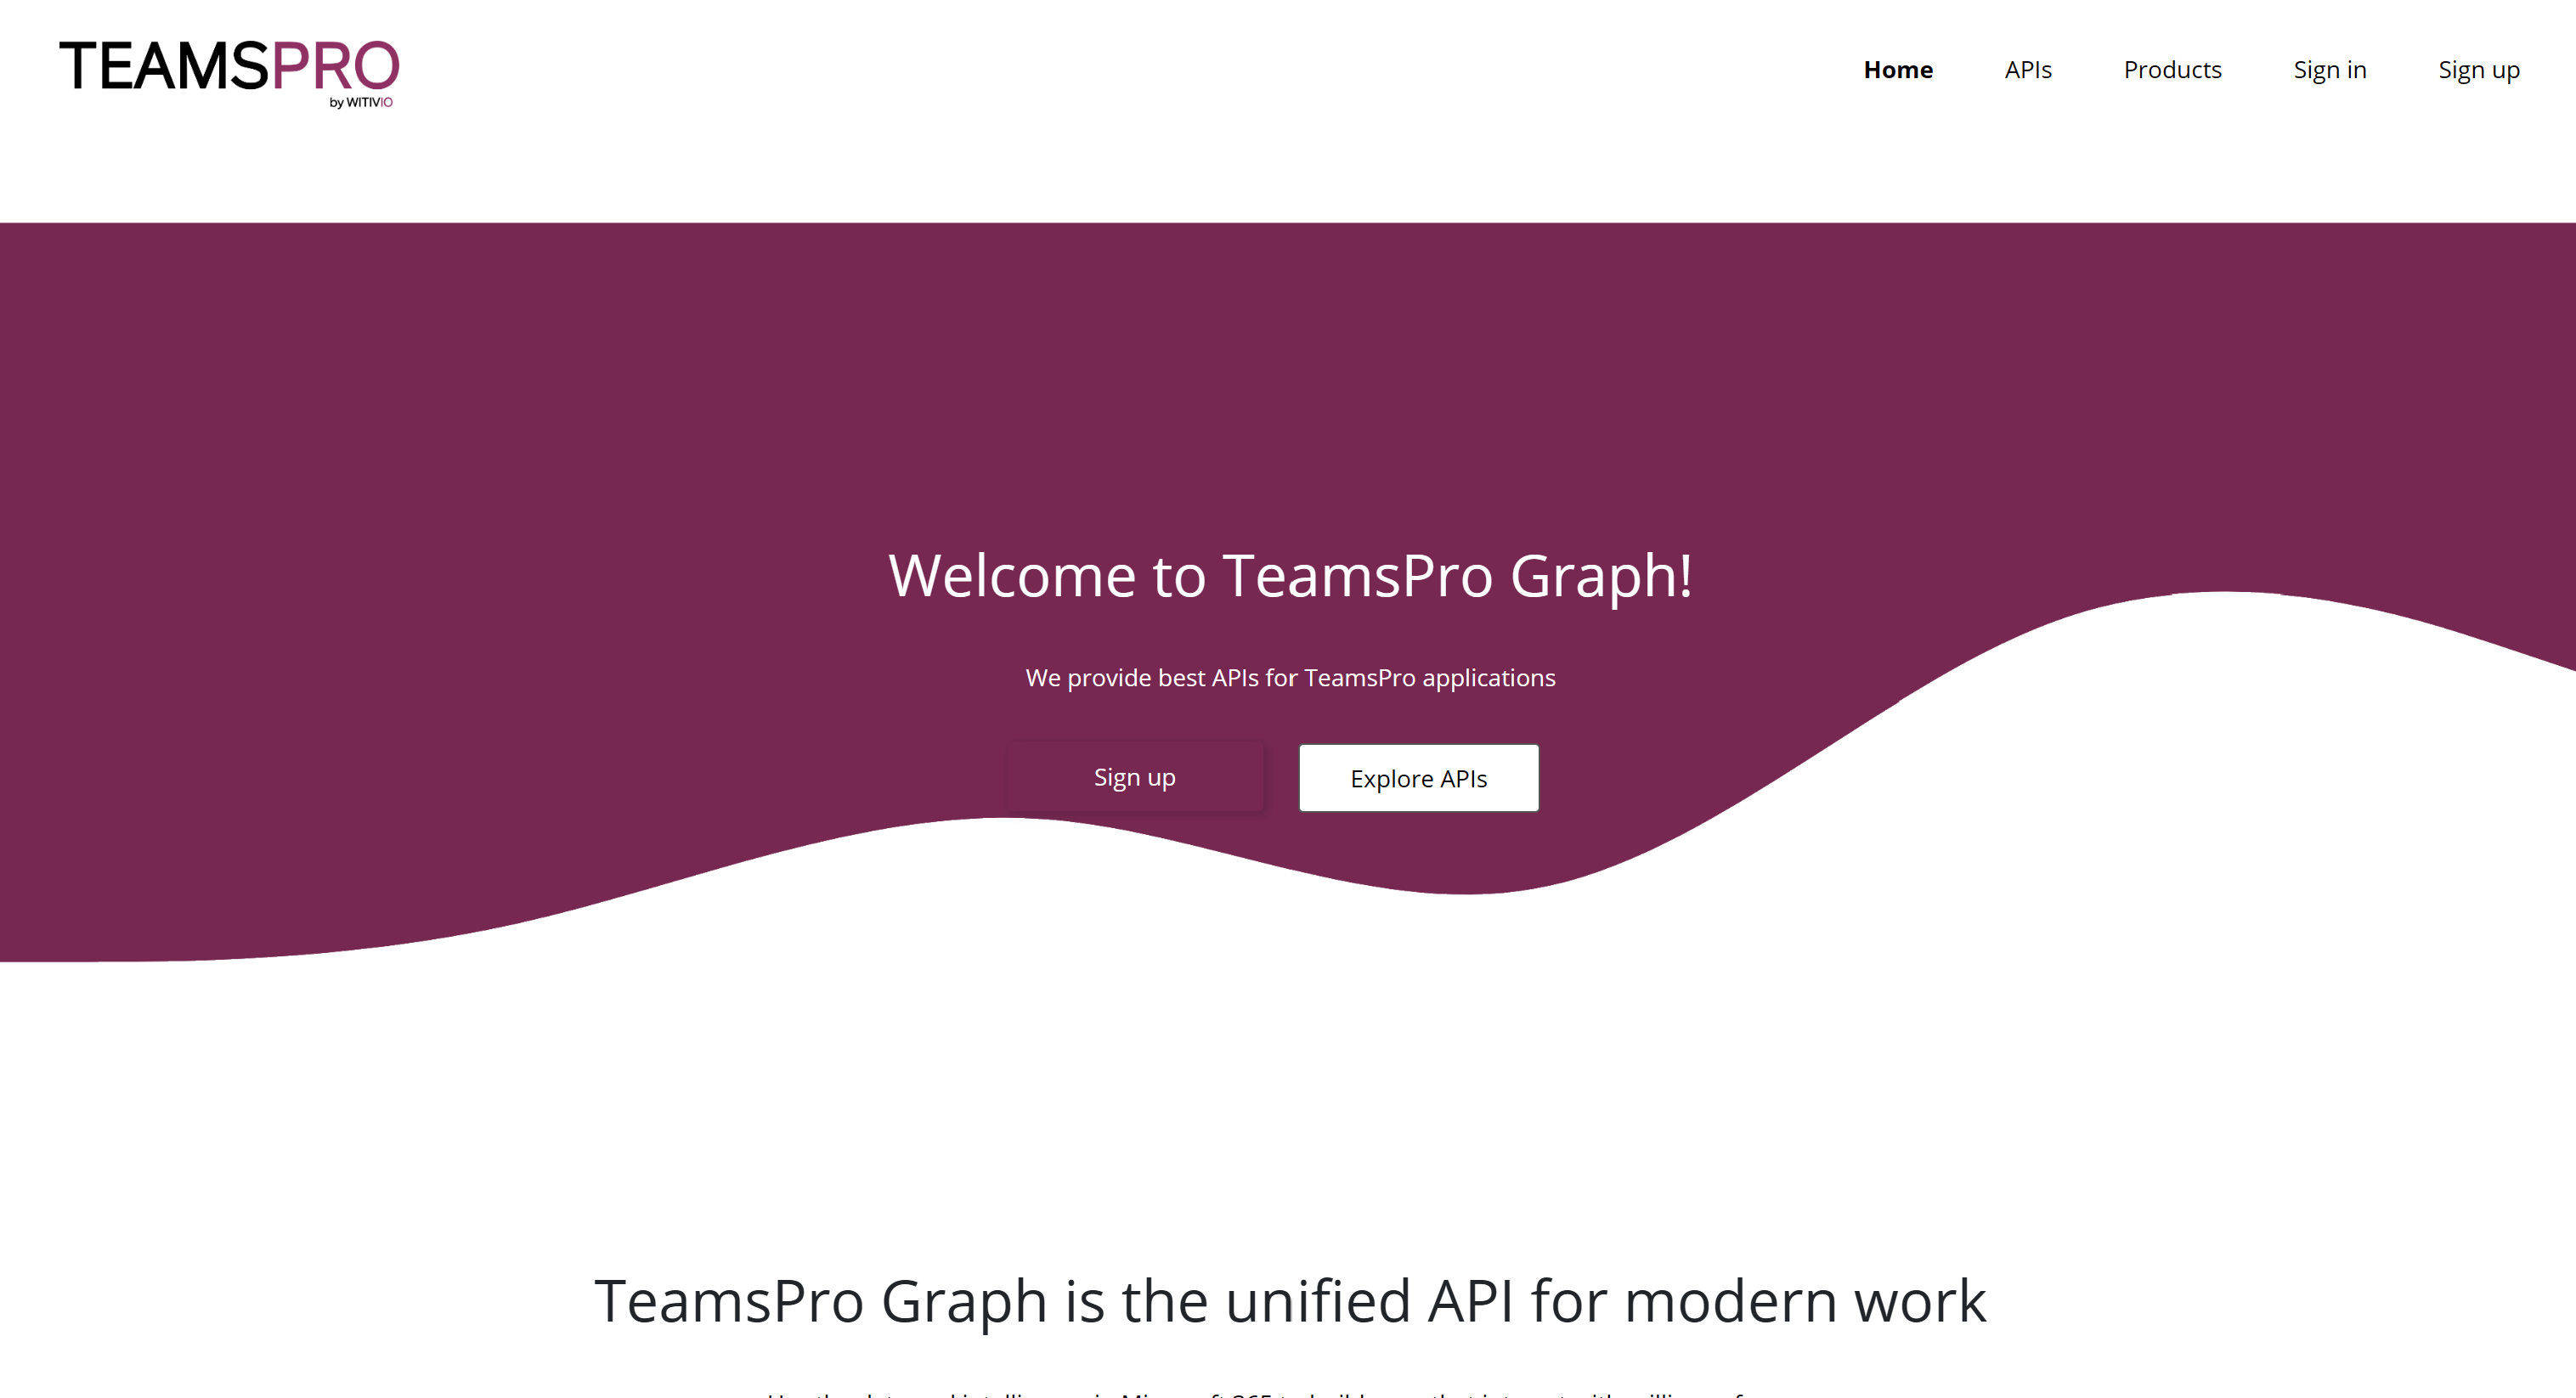 TEAMSPRO
by WITIVIO
Home APIs Products Sign in Sign up
Welcome to TeamsPro Graph!
We provide best APIs for TeamsPro applications
Sign up Explore APIs
TeamsPro Graph is the unified API for modern work